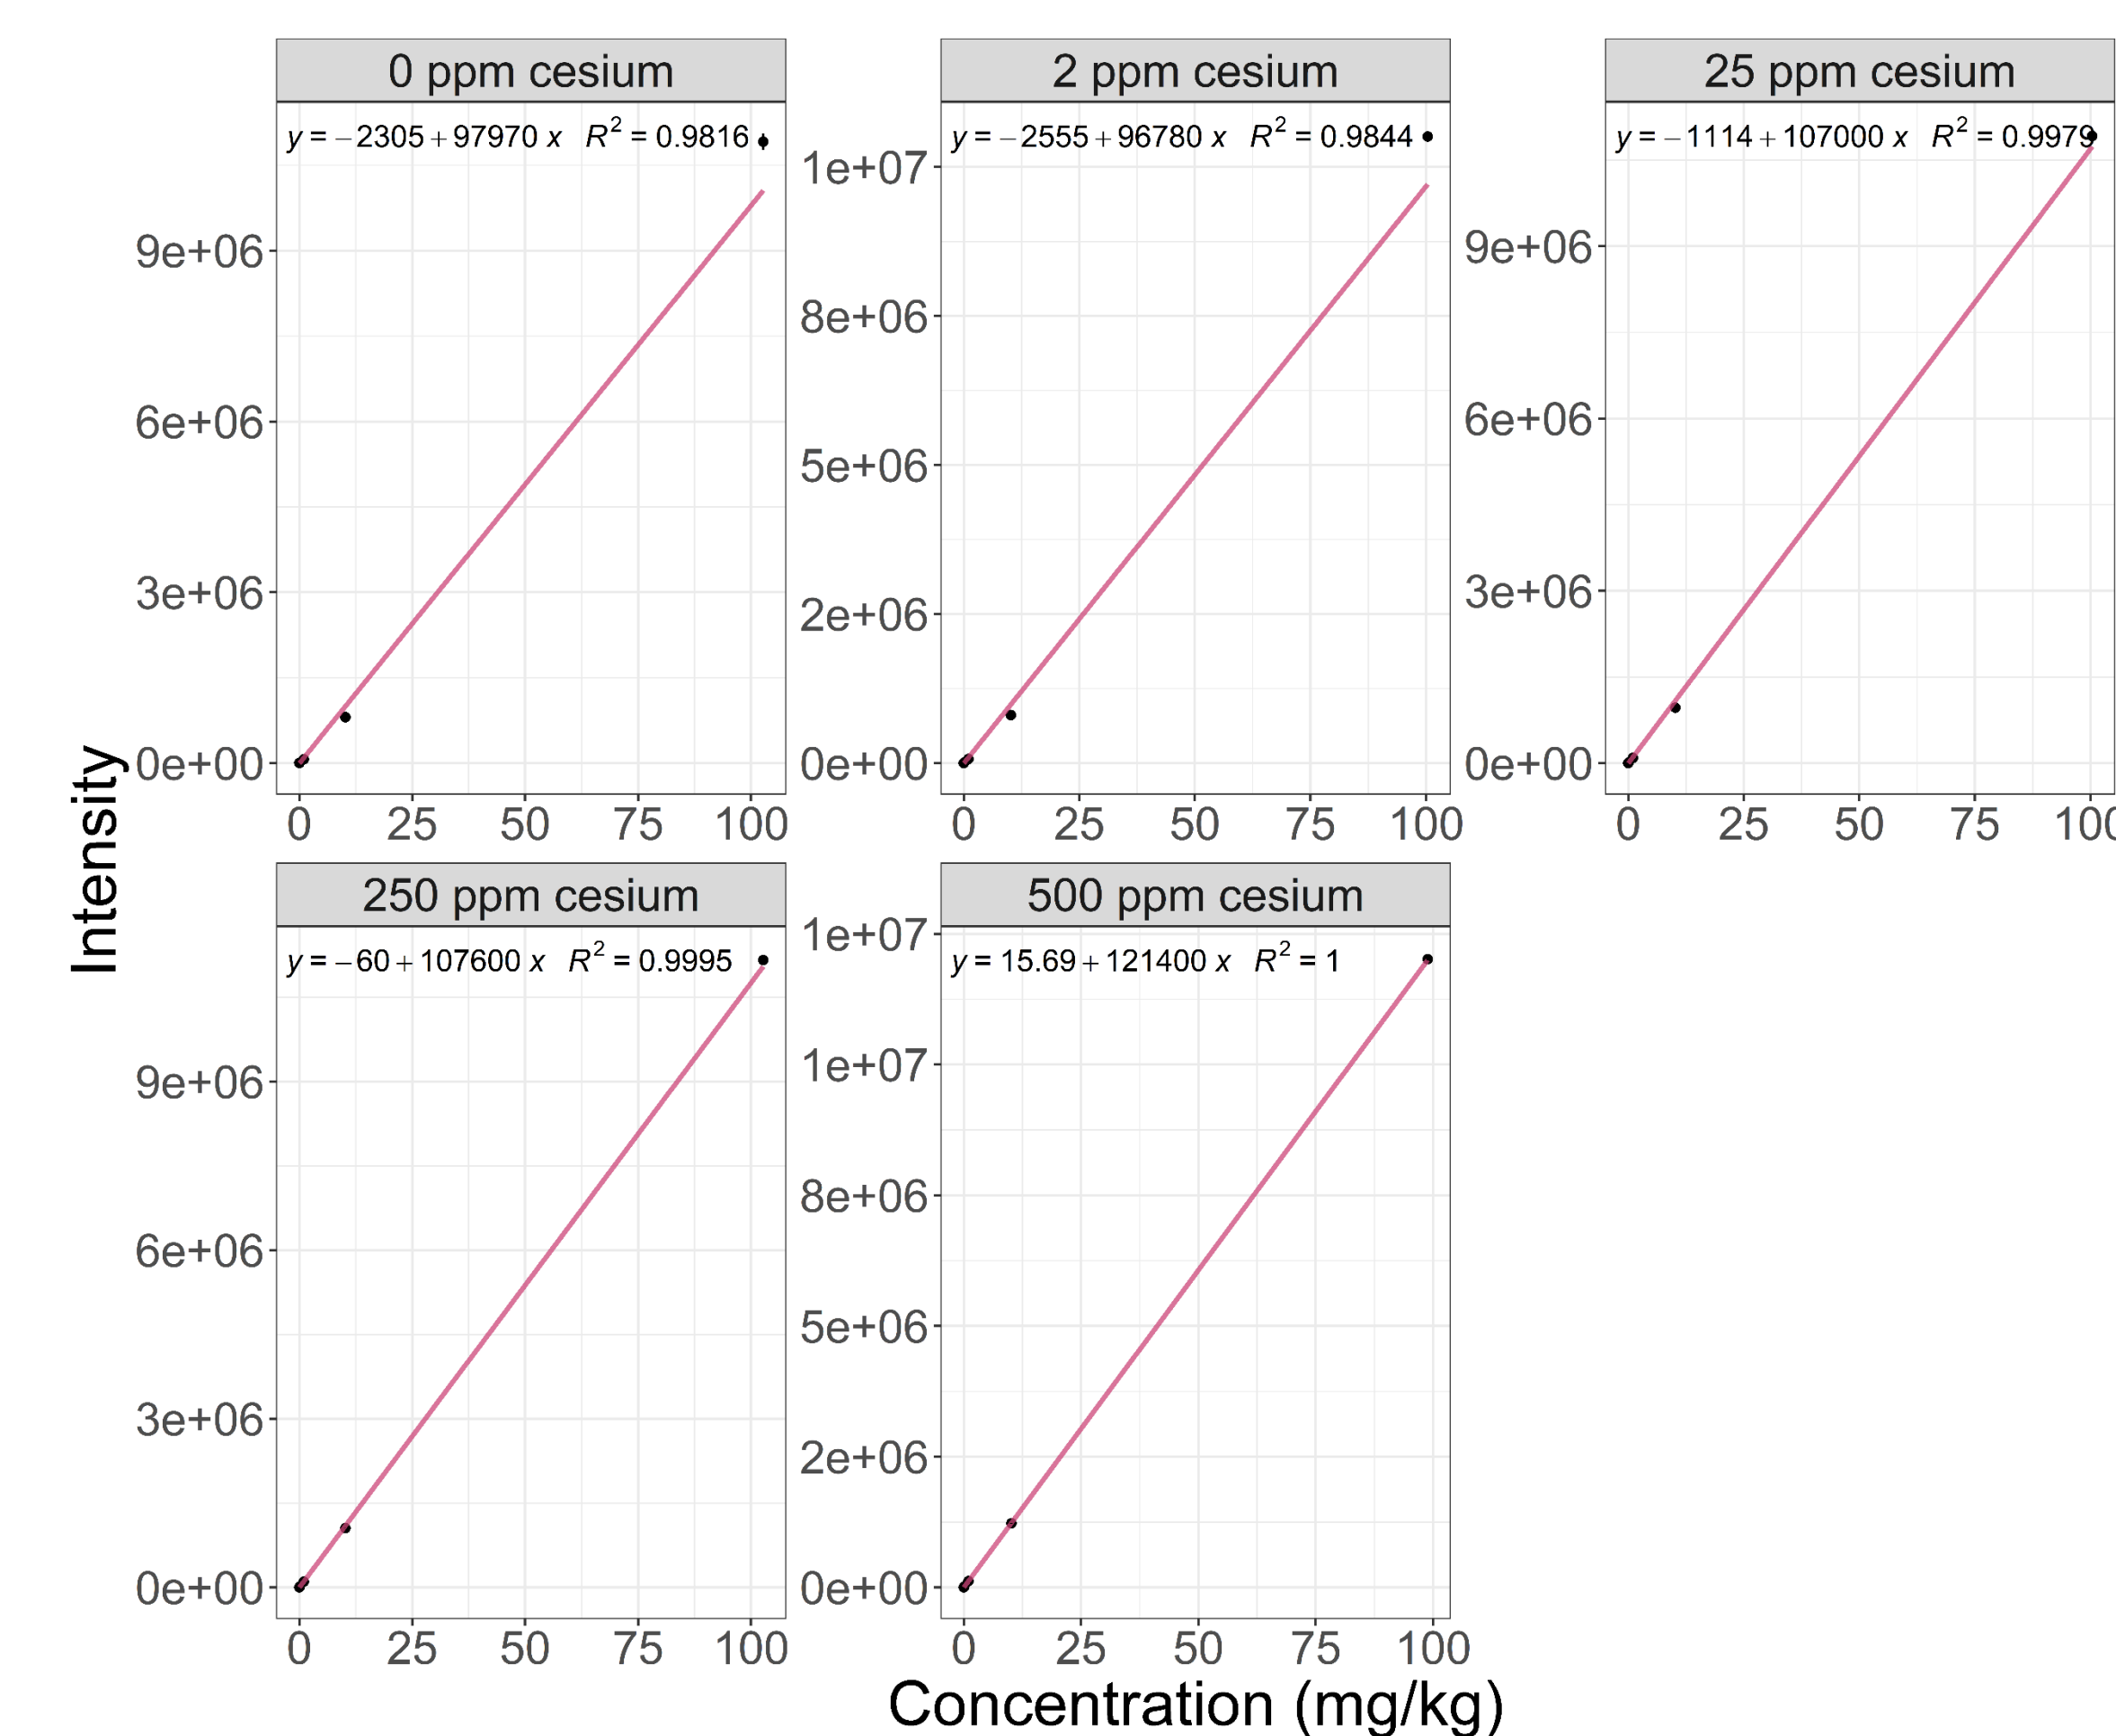 0 ppm cesium
y = −2305 + 97970 x R² = 0.9816
9e+06
6e+06
3e+06
0e+00
0 25 50 75 100
2 ppm cesium
y = −2555 + 96780 x R² = 0.9844
1e+07
8e+06
5e+06
2e+06
0e+00
0 25 50 75 100
25 ppm cesium
y = −1114 + 107000 x R² = 0.9979
9e+06
6e+06
3e+06
0e+00
0 25 50 75 100
250 ppm cesium
y = −60 + 107600 x R² = 0.9995
9e+06
6e+06
3e+06
0e+00
0 25 50 75 100
500 ppm cesium
y = 15.69 + 121400 x R² = 1
1e+07
1e+07
8e+06
5e+06
2e+06
0e+00
0 25 50 75 100
Intensity
Concentration (mg/kg)